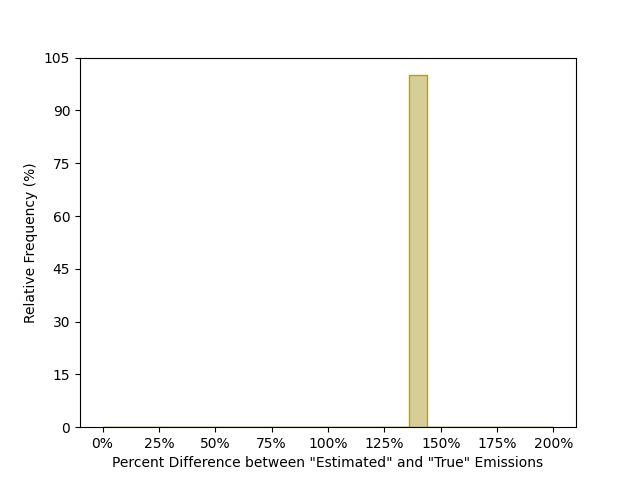 105
90
75
60
45
30
15
0
Relative Frequency (%)
0% 25% 50% 75% 100% 125% 150% 175% 200%
Percent Difference between "Estimated" and "True" Emissions